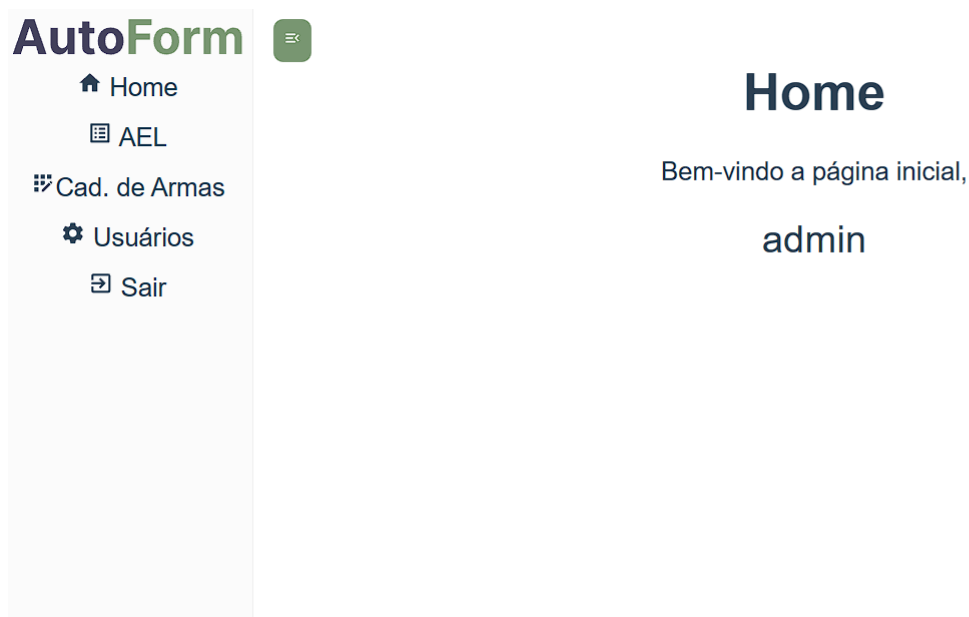 AutoForm
Home
AEL
Cad. de Armas
Usuários
Sair
Home
Bem-vindo a página inicial,
admin